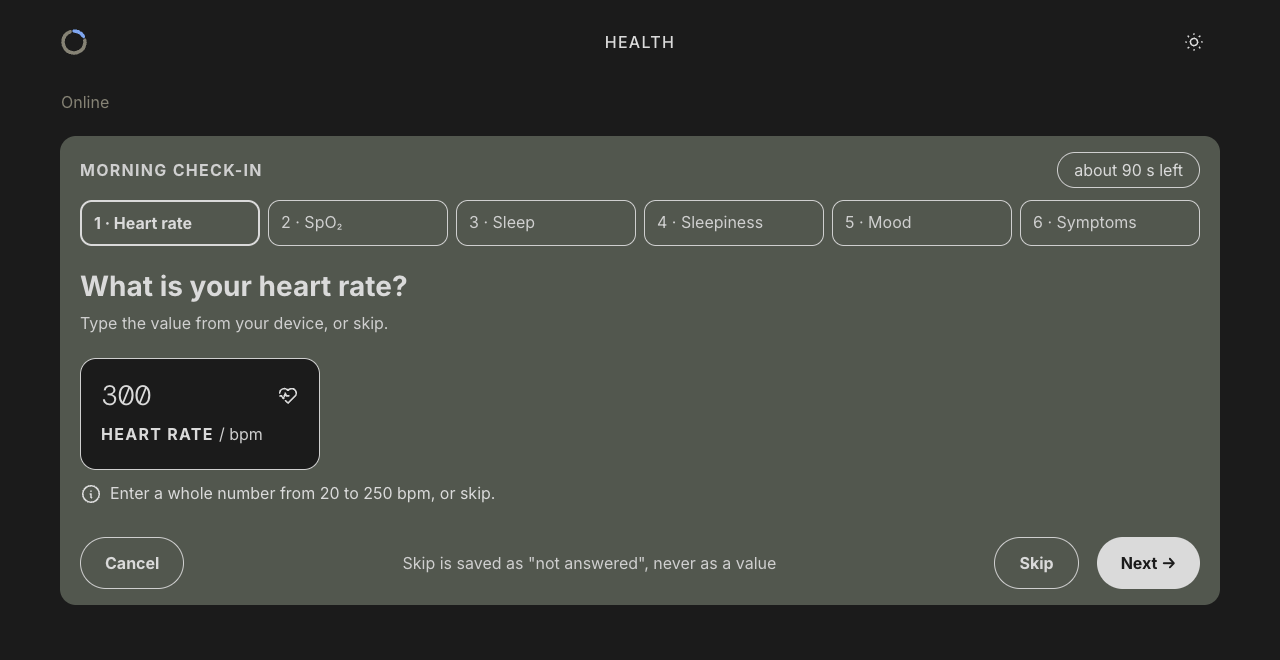 HEALTH
Online
MORNING CHECK-IN
about 90 s left
1 · Heart rate
2 · SpO₂
3 · Sleep
4 · Sleepiness
5 · Mood
6 · Symptoms
What is your heart rate?
Type the value from your device, or skip.
300
HEART RATE / bpm
Enter a whole number from 20 to 250 bpm, or skip.
Cancel
Skip is saved as "not answered", never as a value
Skip
Next →